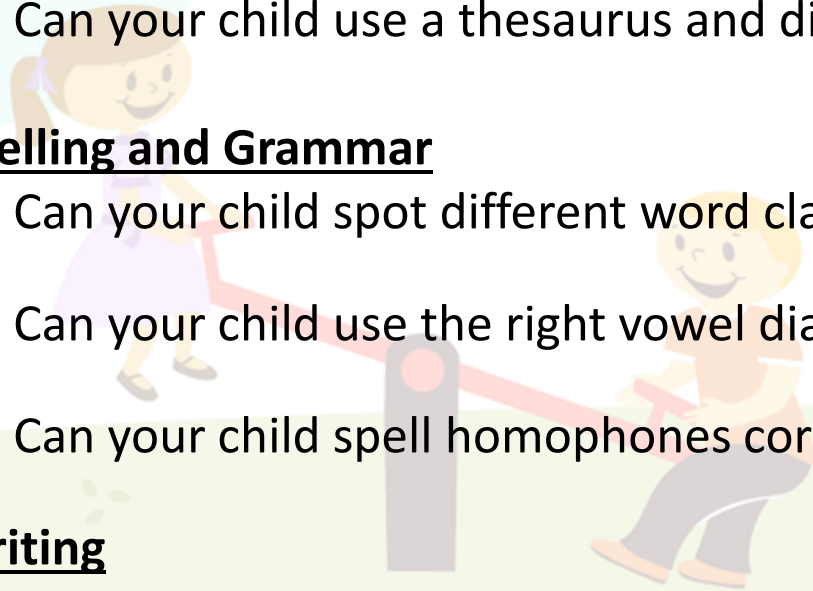 Can your child use a thesaurus and di
elling and Grammar
Can your child spot different word cla
Can your child use the right vowel dia
Can your child spell homophones cor
riting